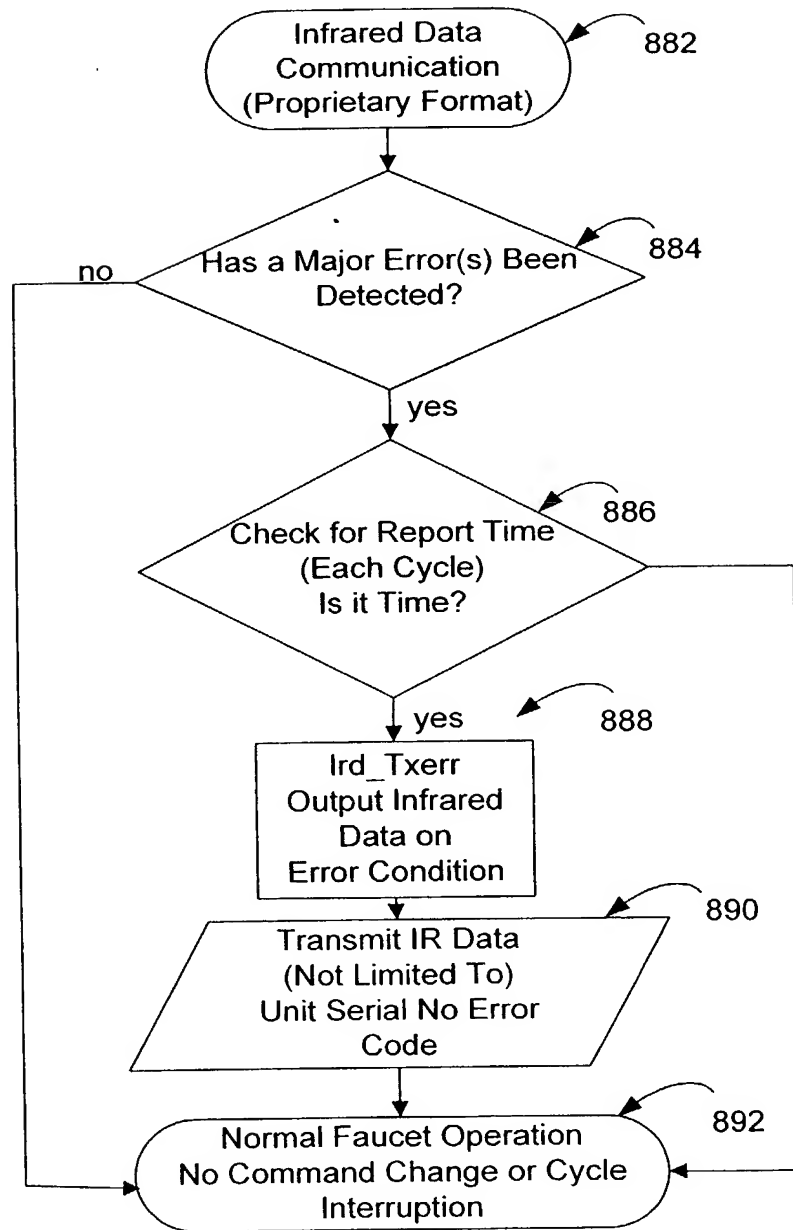 Infrared Data
Communication
(Proprietary Format)
882
Has a Major Error(s) Been
Detected?
884
no
yes
Check for Report Time
(Each Cycle)
Is it Time?
886
yes
888
Ird_Txerr
Output Infrared
Data on
Error Condition
Transmit IR Data
(Not Limited To)
Unit Serial No Error
Code
890
Normal Faucet Operation
No Command Change or Cycle
Interruption
892